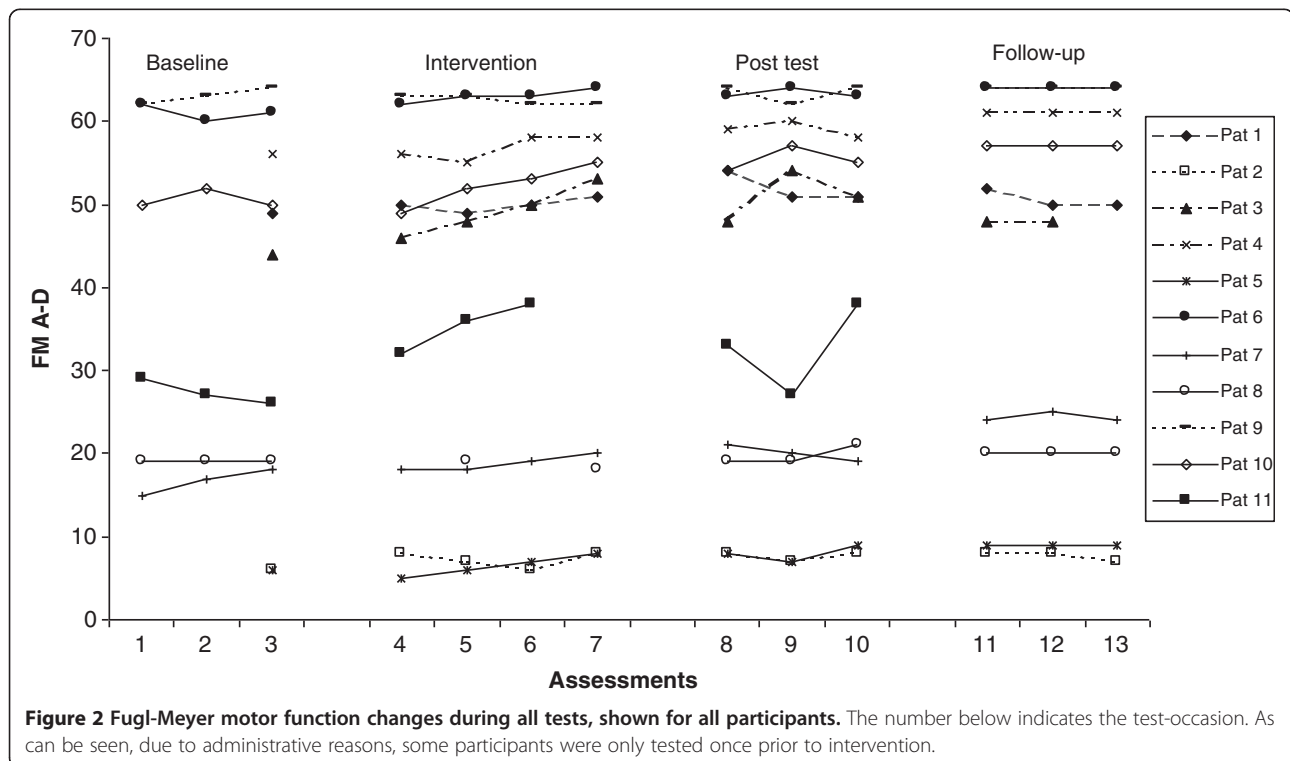 70
60
50
40
30
20
10
0
FM A-D
Baseline
Intervention
Post test
Follow-up
Pat 1
Pat 2
Pat 3
Pat 4
Pat 5
Pat 6
Pat 7
Pat 8
Pat 9
Pat 10
Pat 11
1 2 3 4 5 6 7 8 9 10 11 12 13
Assessments
Figure 2 Fugl-Meyer motor function changes during all tests, shown for all participants. The number below indicates the test-occasion. As
can be seen, due to administrative reasons, some participants were only tested once prior to intervention.